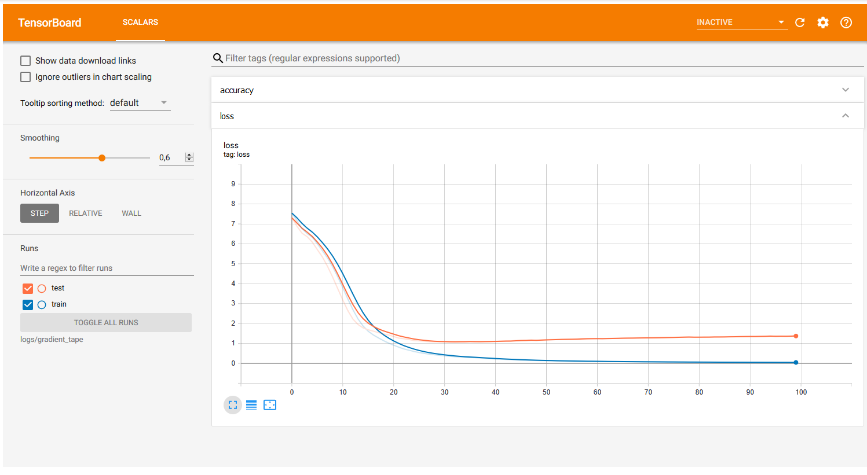 TensorBoard
SCALARS
INACTIVE
Show data download links
Ignore outliers in chart scaling
Tooltip sorting method: default
Smoothing
0,6
Horizontal Axis
STEP RELATIVE WALL
Runs
Write a regex to filter runs
test
train
TOGGLE ALL RUNS
logs/gradient_tape
Filter tags (regular expressions supported)
accuracy
loss
loss
tag: loss
9
8
7
6
5
4
3
2
1
0
0 10 20 30 40 50 60 70 80 90 100